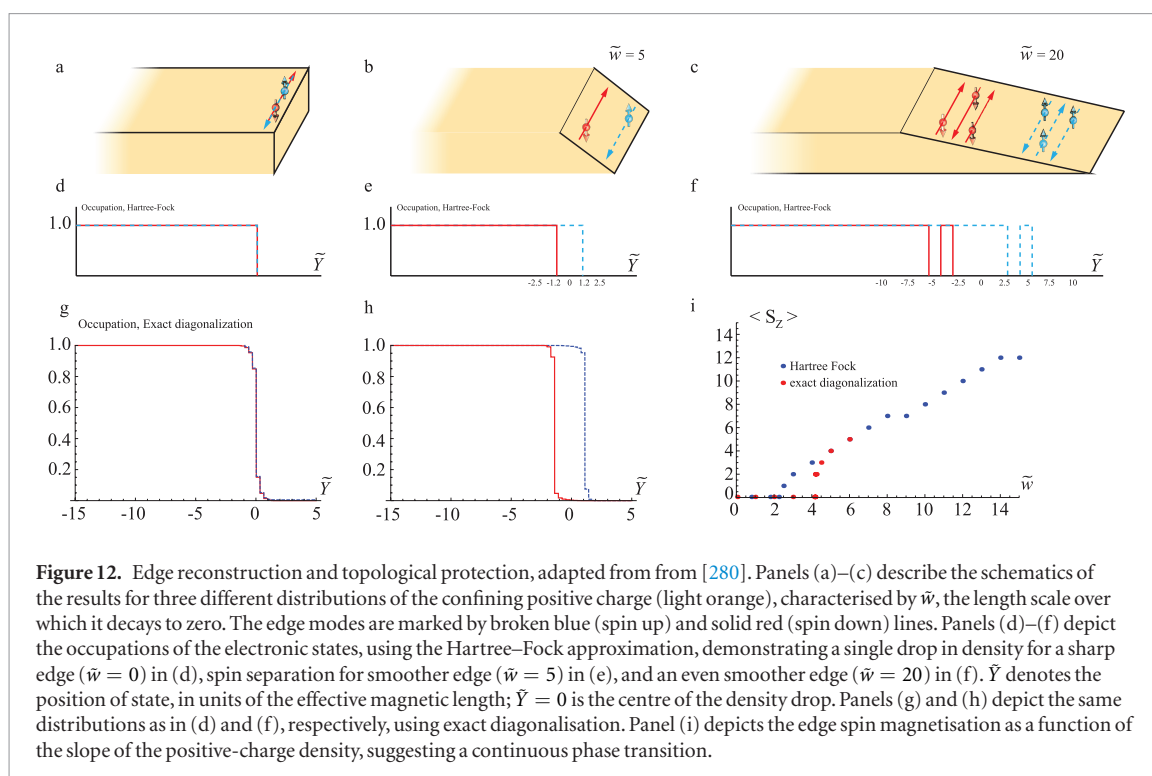 a
b
w̃ = 5
c
w̃ = 20
d
Occupation, Hartree-Fock
1.0
Ỹ
e
Occupation, Hartree-Fock
1.0
Ỹ
-2.5 -1.2 0 1.2 2.5
f
Occupation, Hartree-Fock
Ỹ
-10 -7.5 -5 -2.5 0 2.5 5 7.5 10
g
Occupation, Exact diagonalization
1.0
0.8
0.6
0.4
0.2
Ỹ
-15 -10 -5 0 5
h
1.0
0.8
0.6
0.4
0.2
Ỹ
-15 -10 -5 0 5
i
< S_Z >
14
12
10
8
6
4
2
0
Hartree Fock
exact diagonalization
w̃
0 2 4 6 8 10 12 14
Figure 12. Edge reconstruction and topological protection, adapted from from [280]. Panels (a)–(c) describe the schematics of
the results for three different distributions of the confining positive charge (light orange), characterised by w̃, the length scale over
which it decays to zero. The edge modes are marked by broken blue (spin up) and solid red (spin down) lines. Panels (d)–(f) depict
the occupations of the electronic states, using the Hartree–Fock approximation, demonstrating a single drop in density for a sharp
edge (w̃ = 0) in (d), spin separation for smoother edge (w̃ = 5) in (e), and an even smoother edge (w̃ = 20) in (f). Ỹ denotes the
position of state, in units of the effective magnetic length; Ỹ = 0 is the centre of the density drop. Panels (g) and (h) depict the same
distributions as in (d) and (f), respectively, using exact diagonalisation. Panel (i) depicts the edge spin magnetisation as a function of
the slope of the positive-charge density, suggesting a continuous phase transition.